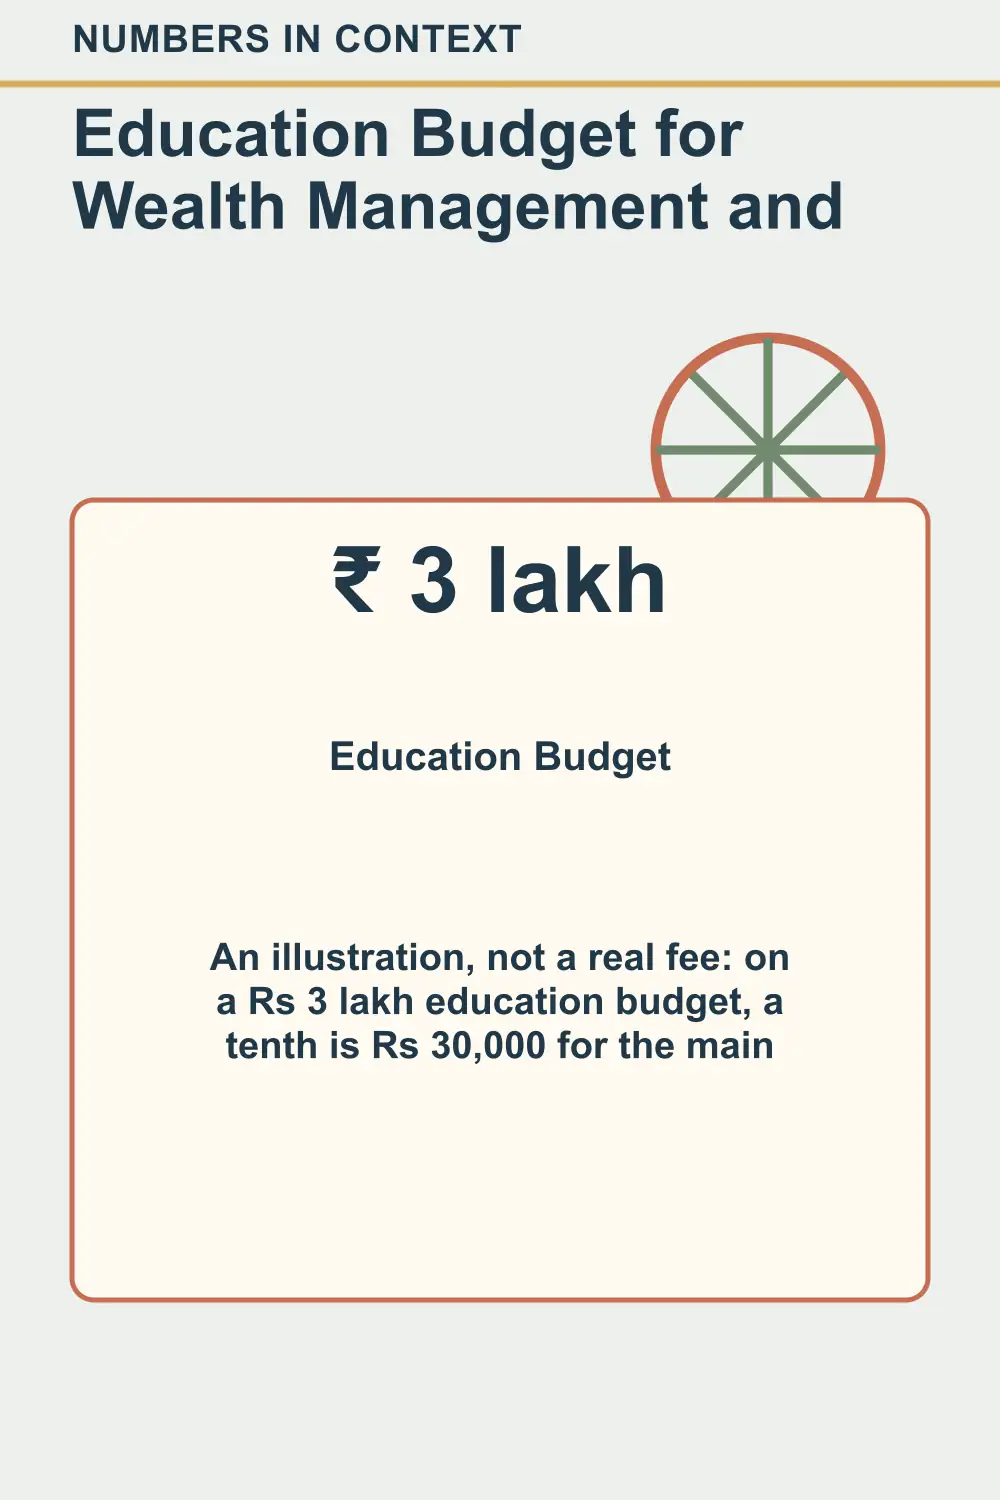 NUMBERS IN CONTEXT
Education Budget for
Wealth Management and
₹ 3 lakh
Education Budget
An illustration, not a real fee: on
a Rs 3 lakh education budget, a
tenth is Rs 30,000 for the main